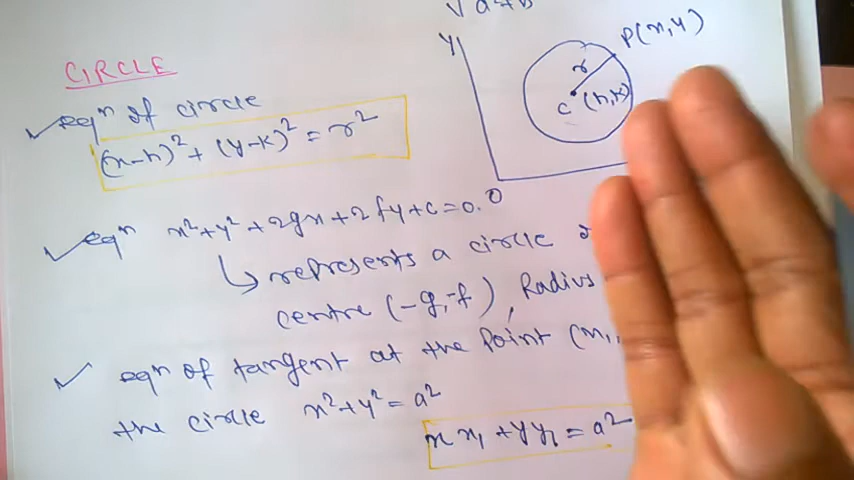 CIRCLE
eqⁿ of circle
(x-h)² + (y-k)² = r²
Y
P(x,y)
r
C (h,k)
eqⁿ x²+y²+2gx+2fy+c=0.
0
represents a circle
centre (-g,-f), Radius
eqⁿ of tangent at the point (x₁,
the circle x²+y²=a²
xx₁ + yy₁ = a²